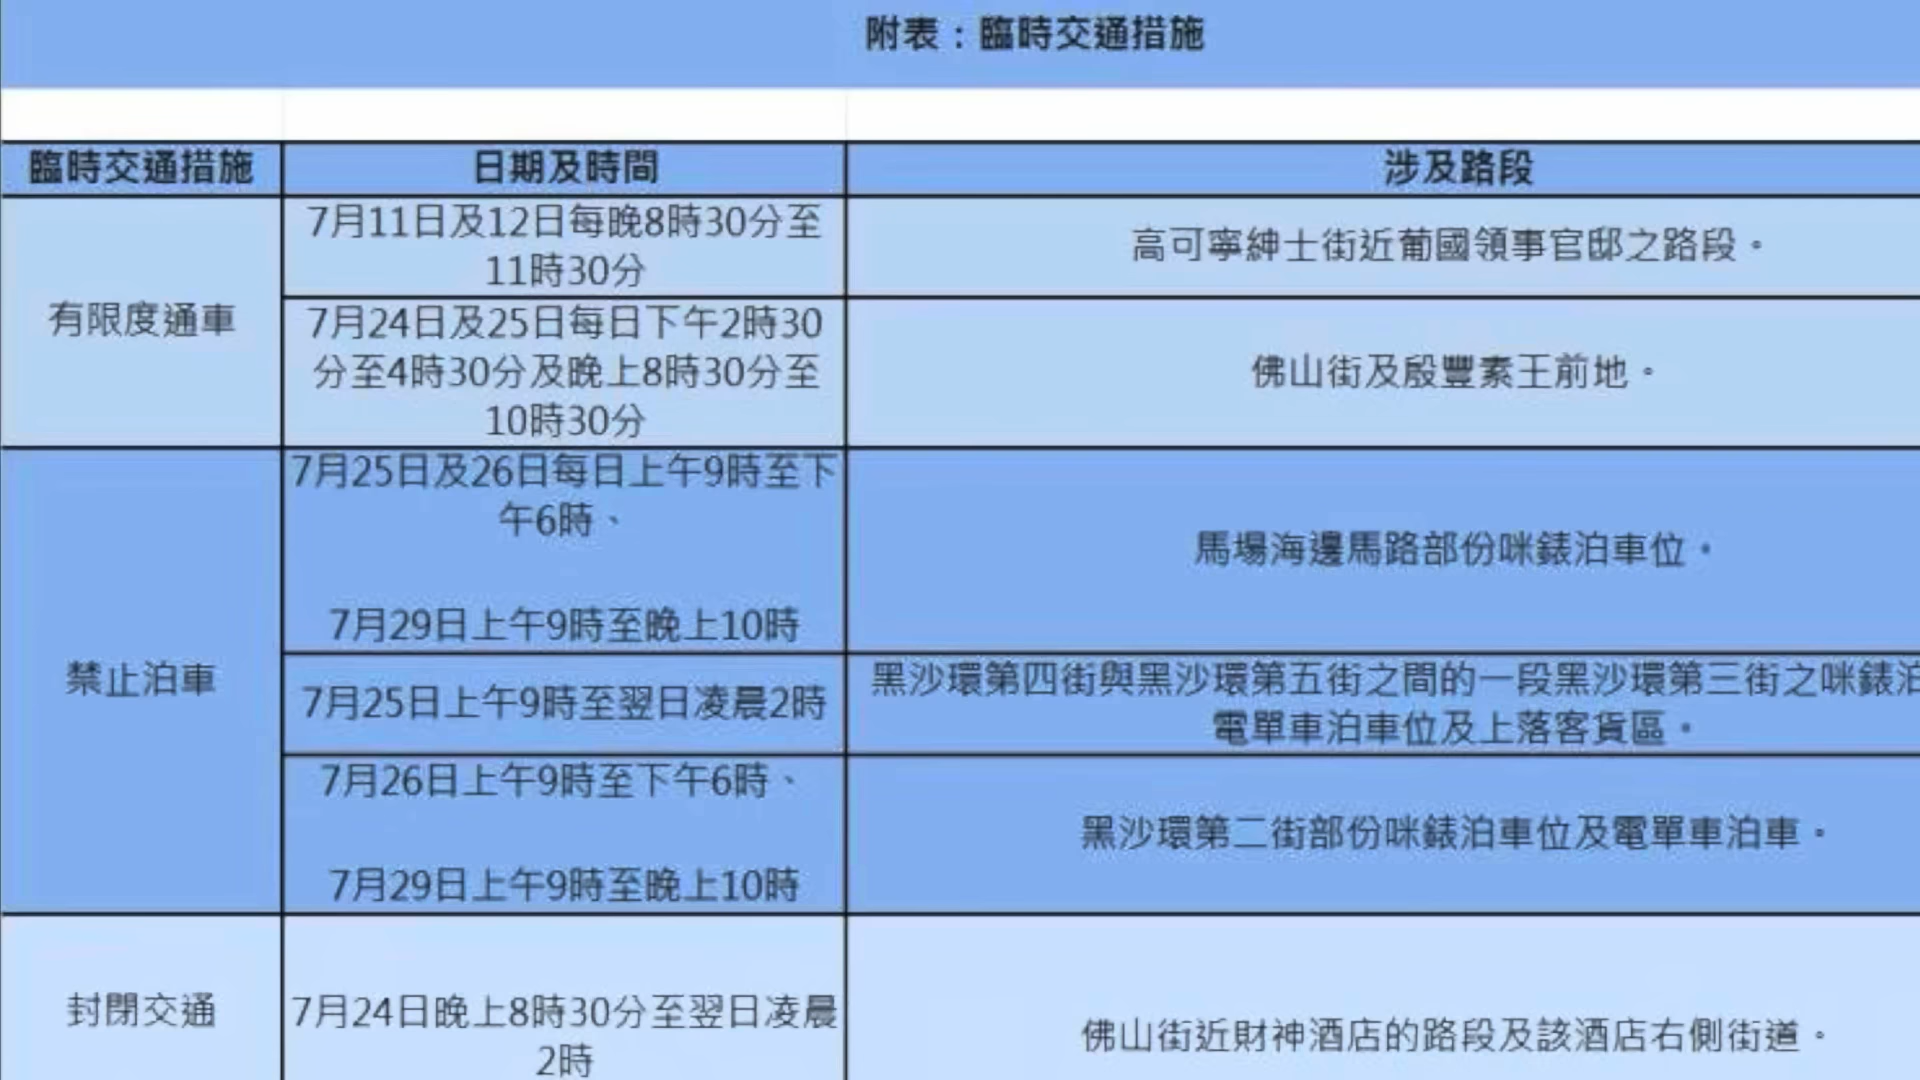 附表：臨時交通措施
臨時交通措施
日期及時間
涉及路段
有限度通車
7月11日及12日每晚8時30分至
11時30分
高可寧紳士街近葡國領事官邸之路段。
7月24日及25日每日下午2時30
分至4時30分及晚上8時30分至
10時30分
佛山街及殷豐素王前地。
禁止泊車
7月25日及26日每日上午9時至下
午6時、
7月29日上午9時至晚上10時
馬場海邊馬路部份咪錶泊車位。
7月25日上午9時至翌日凌晨2時
黑沙環第四街與黑沙環第五街之間的一段黑沙環第三街之咪錶泊
電單車泊車位及上落客貨區。
7月26日上午9時至下午6時、
7月29日上午9時至晚上10時
黑沙環第二街部份咪錶泊車位及電單車泊車。
封閉交通
7月24日晚上8時30分至翌日凌晨
2時
佛山街近財神酒店的路段及該酒店右側街道。